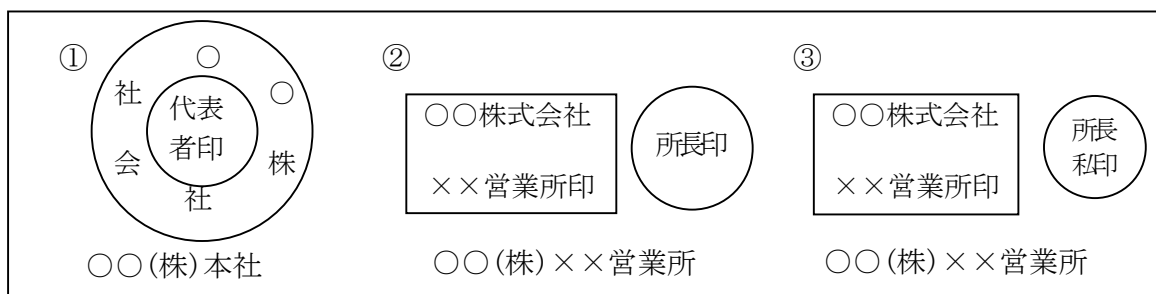 ①
○
○
株
社
会
社
代表
者印
○○(株)本社
②
○○株式会社
××営業所印
所長印
○○(株)××営業所
③
○○株式会社
××営業所印
所長
私印
○○(株)××営業所